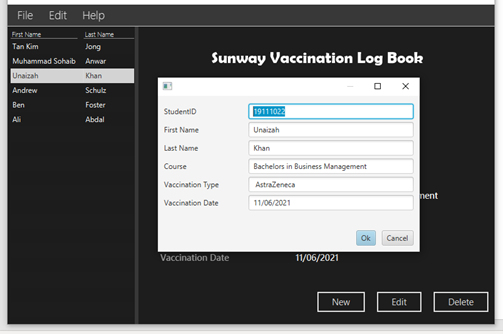 File Edit Help
First Name Last Name
Tan Kim Jong
Muhammad Sohaib Anwar
Unaizah Khan
Andrew Schulz
Ben Foster
Ali Abdal
Sunway Vaccination Log Book
StudentID 19111022
First Name Unaizah
Last Name Khan
Course Bachelors in Business Management
Vaccination Type AstraZeneca
Vaccination Date 11/06/2021
Ok Cancel
ment
Vaccination Date 11/06/2021
New Edit Delete